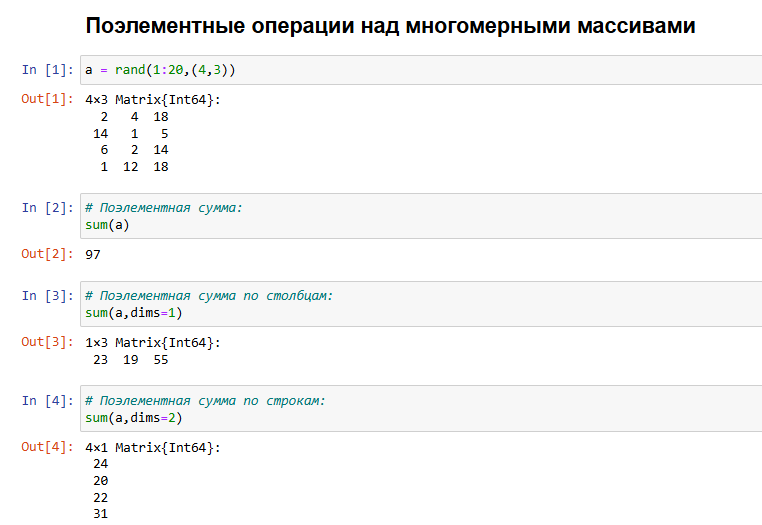 Поэлементные операции над многомерными массивами
In [1]: a = rand(1:20,(4,3))
Out[1]: 4×3 Matrix{Int64}:
2 4 18
14 1 5
6 2 14
1 12 18
In [2]: # Поэлементная сумма:
sum(a)
Out[2]: 97
In [3]: # Поэлементная сумма по столбцам:
sum(a,dims=1)
Out[3]: 1×3 Matrix{Int64}:
23 19 55
In [4]: # Поэлементная сумма по строкам:
sum(a,dims=2)
Out[4]: 4×1 Matrix{Int64}:
24
20
22
31